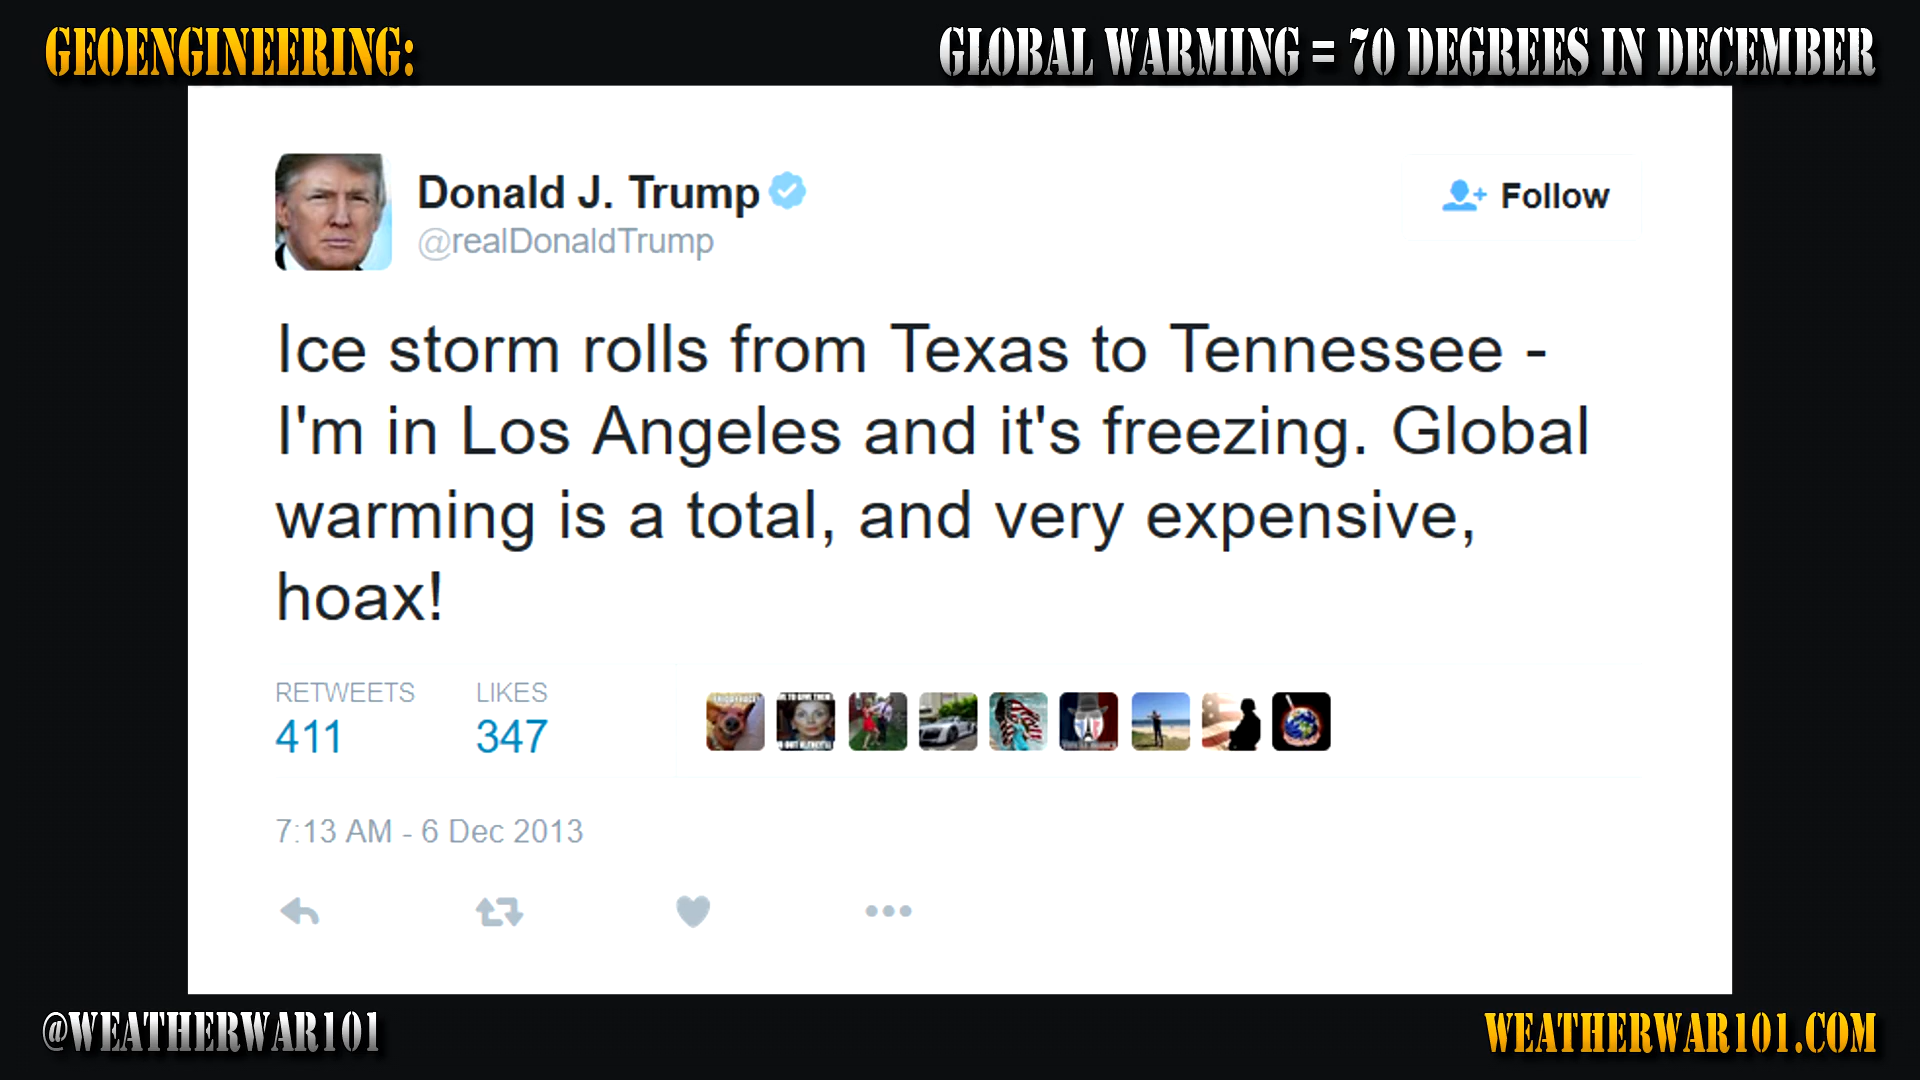 GEOENGINEERING:
GLOBAL WARMING = 70 DEGREES IN DECEMBER
Donald J. Trump
@realDonaldTrump
Follow
Ice storm rolls from Texas to Tennessee -
I'm in Los Angeles and it's freezing. Global
warming is a total, and very expensive,
hoax!
RETWEETS
411
LIKES
347
7:13 AM - 6 Dec 2013
@WEATHERWAR101
WEATHERWAR101.COM